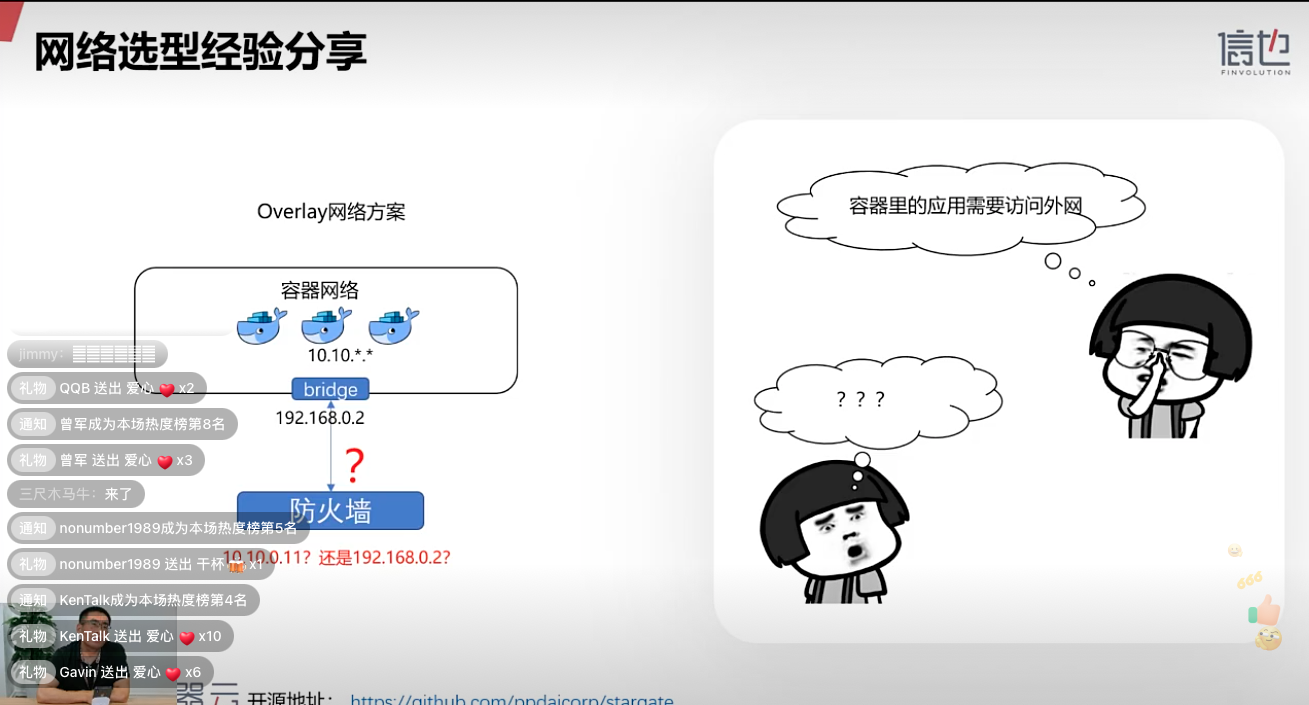 网络选型经验分享
信也
FINVOLUTION
Overlay网络方案
容器网络
10.10.*.*
bridge
192.168.0.2
?
防火墙
10.10.0.11? 还是192.168.0.2?
容器里的应用需要访问外网
? ? ?
jimmy:
礼物 QQB 送出 爱心 x2
通知 曾军成为本场热度榜第8名
礼物 曾军 送出 爱心 x3
三尺木马牛: 来了
通知 nonumber1989成为本场热度榜第5名
礼物 nonumber1989 送出 干杯 x1
通知 KenTalk成为本场热度榜第4名
礼物 KenTalk 送出 爱心 x10
礼物 Gavin 送出 爱心 x6
666
器云 开源地址: https://github.com/ppdaicorp/stargate